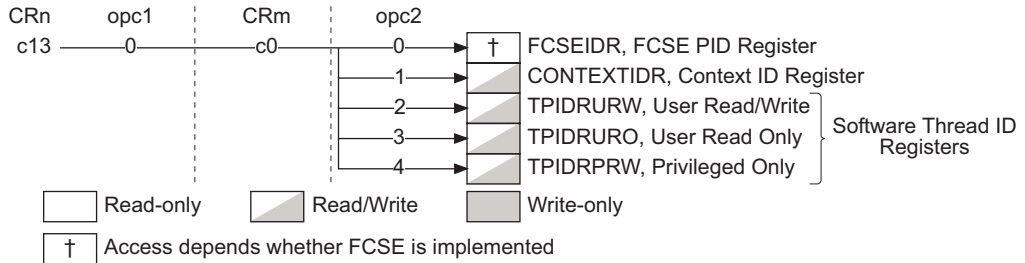 CRn opc1 CRm opc2
c13 0 c0 0 † FCSEIDR, FCSE PID Register
1 CONTEXTIDR, Context ID Register
2 TPIDRURW, User Read/Write
3 TPIDRURO, User Read Only
4 TPIDRPRW, Privileged Only
Software Thread ID
Registers
Read-only Read/Write Write-only
† Access depends whether FCSE is implemented